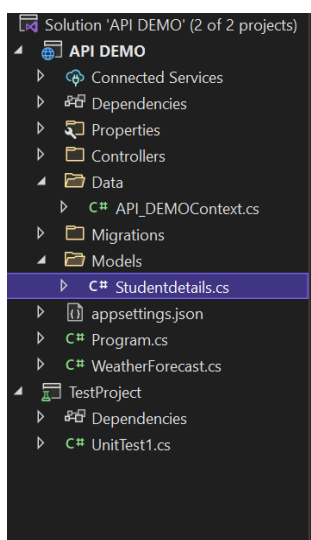 Solution 'API DEMO' (2 of 2 projects)
API DEMO
Connected Services
Dependencies
Properties
Controllers
Data
C# API_DEMOContext.cs
Migrations
Models
C# Studentdetails.cs
appsettings.json
C# Program.cs
C# WeatherForecast.cs
TestProject
Dependencies
C# UnitTest1.cs